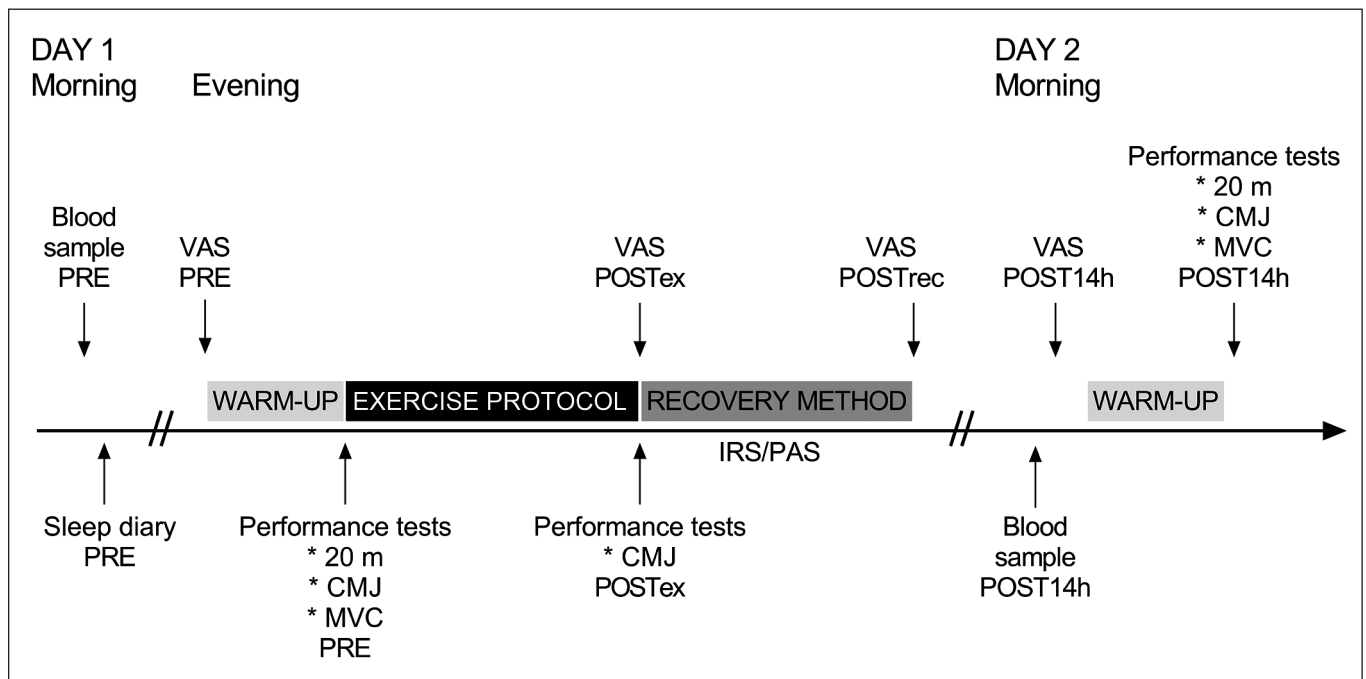 DAY 1
Morning
Evening
DAY 2
Morning
Blood
sample
PRE
VAS
PRE
VAS
POSTex
VAS
POSTrec
VAS
POST14h
Performance tests
* 20 m
* CMJ
* MVC
POST14h
WARM-UP
EXERCISE PROTOCOL
RECOVERY METHOD
WARM-UP
IRS/PAS
Sleep diary
PRE
Performance tests
* 20 m
* CMJ
* MVC
PRE
Performance tests
* CMJ
POSTex
Blood
sample
POST14h